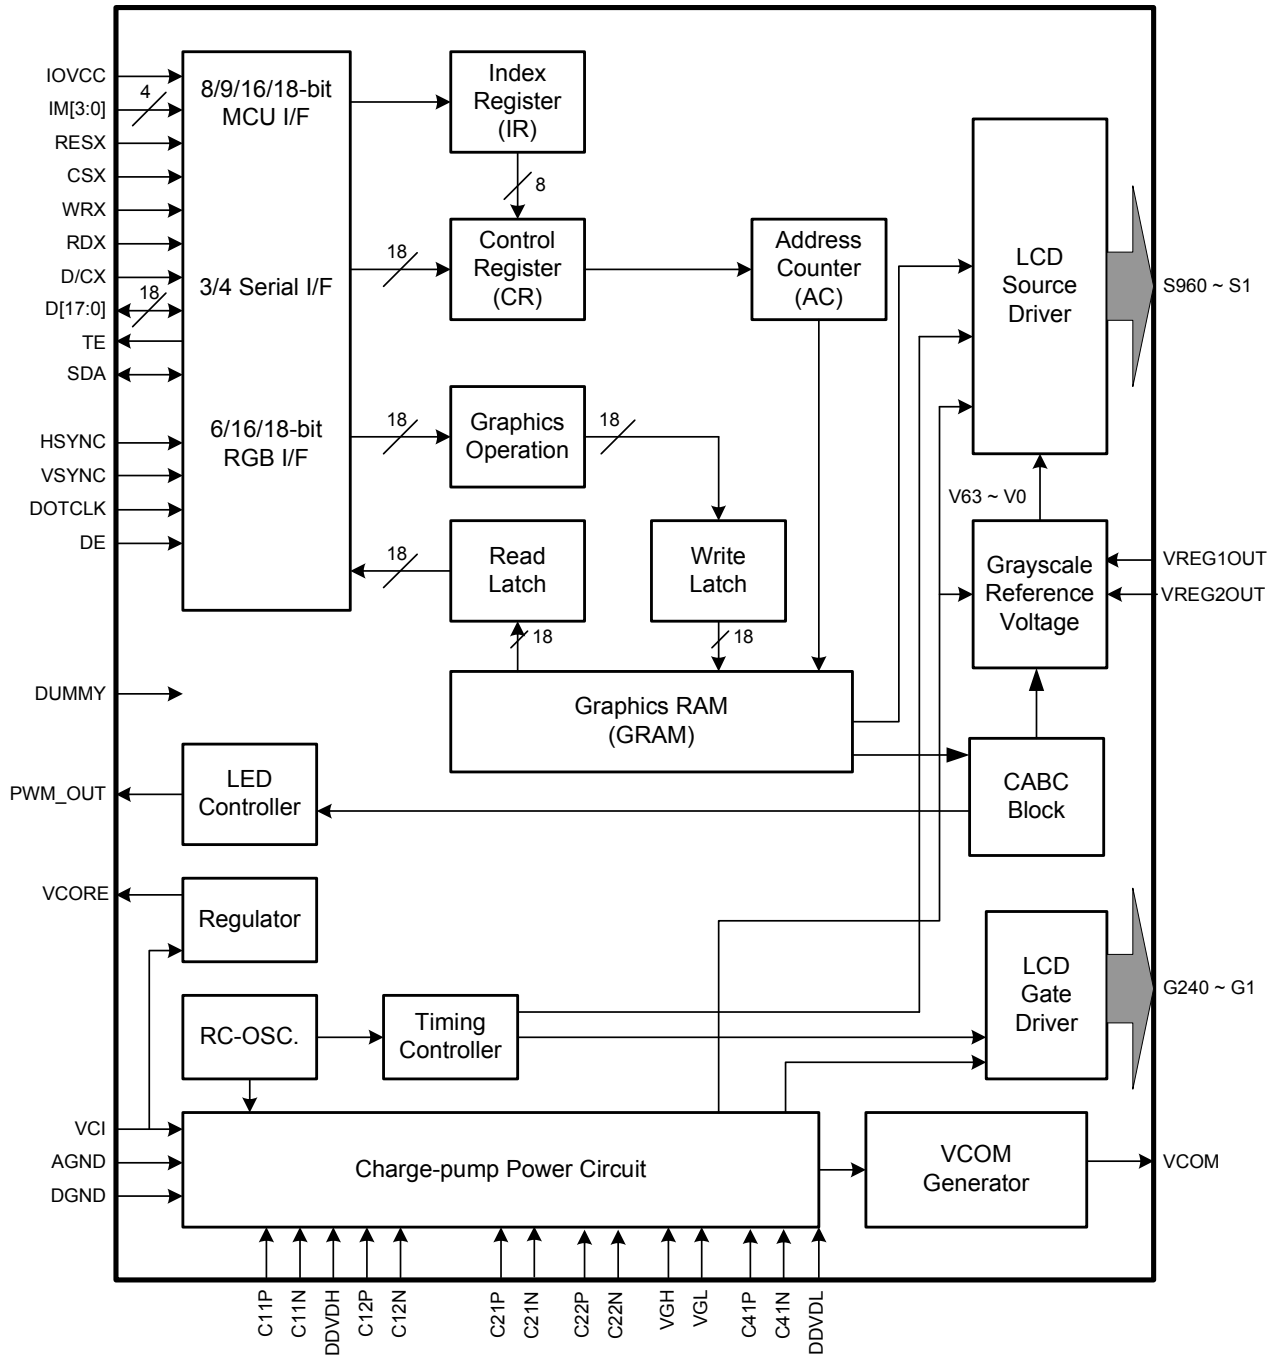 IOVCC
4
IM[3:0]
RESX
CSX
WRX
RDX
D/CX
18
D[17:0]
TE
SDA
HSYNC
VSYNC
DOTCLK
DE
DUMMY
PWM_OUT
VCORE
VCI
AGND
DGND
8/9/16/18-bit
MCU I/F
3/4 Serial I/F
6/16/18-bit
RGB I/F
Index
Register
(IR)
8
18
Control
Register
(CR)
Address
Counter
(AC)
18
Graphics
Operation
18
18
Read
Latch
Write
Latch
18
18
Graphics RAM
(GRAM)
LCD
Source
Driver
S960 ~ S1
V63 ~ V0
Grayscale
Reference
Voltage
VREG1OUT
VREG2OUT
CABC
Block
LED
Controller
Regulator
RC-OSC.
Timing
Controller
LCD
Gate
Driver
G240 ~ G1
Charge-pump Power Circuit
VCOM
Generator
VCOM
C11P
C11N
DDVDH
C12P
C12N
C21P
C21N
C22P
C22N
VGH
VGL
C41P
C41N
DDVDL